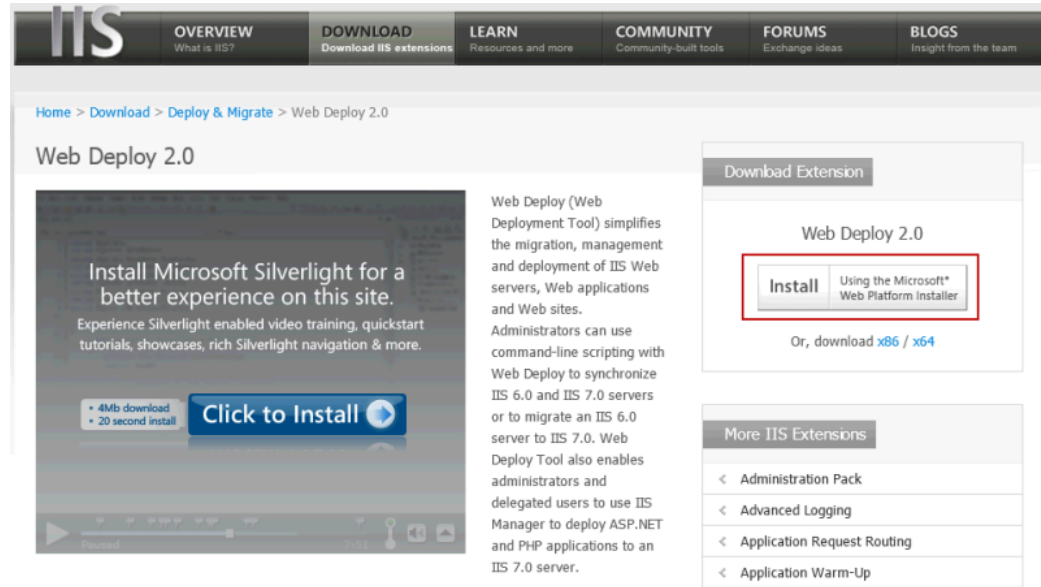 IIS
OVERVIEW
What is IIS?
DOWNLOAD
Download IIS extensions
LEARN
Resources and more
COMMUNITY
Community-built tools
FORUMS
Exchange ideas
BLOGS
Insight from the team
Home > Download > Deploy & Migrate > Web Deploy 2.0
Web Deploy 2.0
Install Microsoft Silverlight for a
better experience on this site.
Experience Silverlight enabled video training, quickstart
tutorials, showcases, rich Silverlight navigation & more.
• 4Mb download
• 20 second install
Click to Install
Paused
7:51
Web Deploy (Web
Deployment Tool) simplifies
the migration, management
and deployment of IIS Web
servers, Web applications
and Web sites.
Administrators can use
command-line scripting with
Web Deploy to synchronize
IIS 6.0 and IIS 7.0 servers
or to migrate an IIS 6.0
server to IIS 7.0. Web
Deploy Tool also enables
administrators and
delegated users to use IIS
Manager to deploy ASP.NET
and PHP applications to an
IIS 7.0 server.
Download Extension
Web Deploy 2.0
Install
Using the Microsoft®
Web Platform Installer
Or, download x86 / x64
More IIS Extensions
Administration Pack
Advanced Logging
Application Request Routing
Application Warm-Up